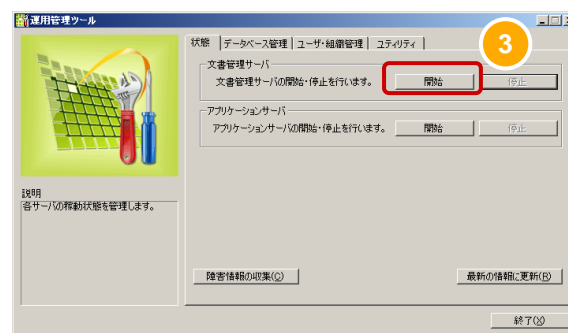 運用管理ツール
状態 データベース管理 ユーザ・組織管理 ユティリティ
3
文書管理サーバ
文書管理サーバの開始・停止を行います。 開始 停止
アプリケーションサーバ
アプリケーションサーバの開始・停止を行います。 開始 停止
説明
各サーバの稼動状態を管理します。
障害情報の収集(C) 最新の情報に更新(R)
終了(X)